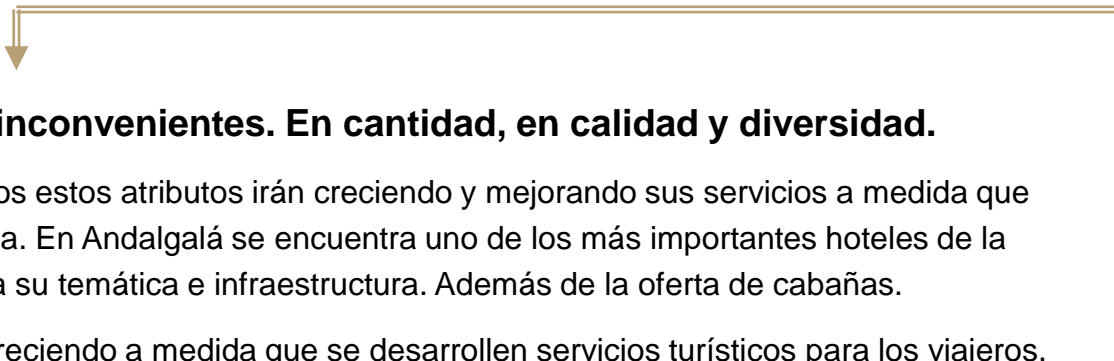 inconvenientes. En cantidad, en calidad y diversidad.
os estos atributos irán creciendo y mejorando sus servicios a medida que
a. En Andalgalá se encuentra uno de los más importantes hoteles de la
a su temática e infraestructura. Además de la oferta de cabañas.
reciendo a medida que se desarrollen servicios turísticos para los viajeros.